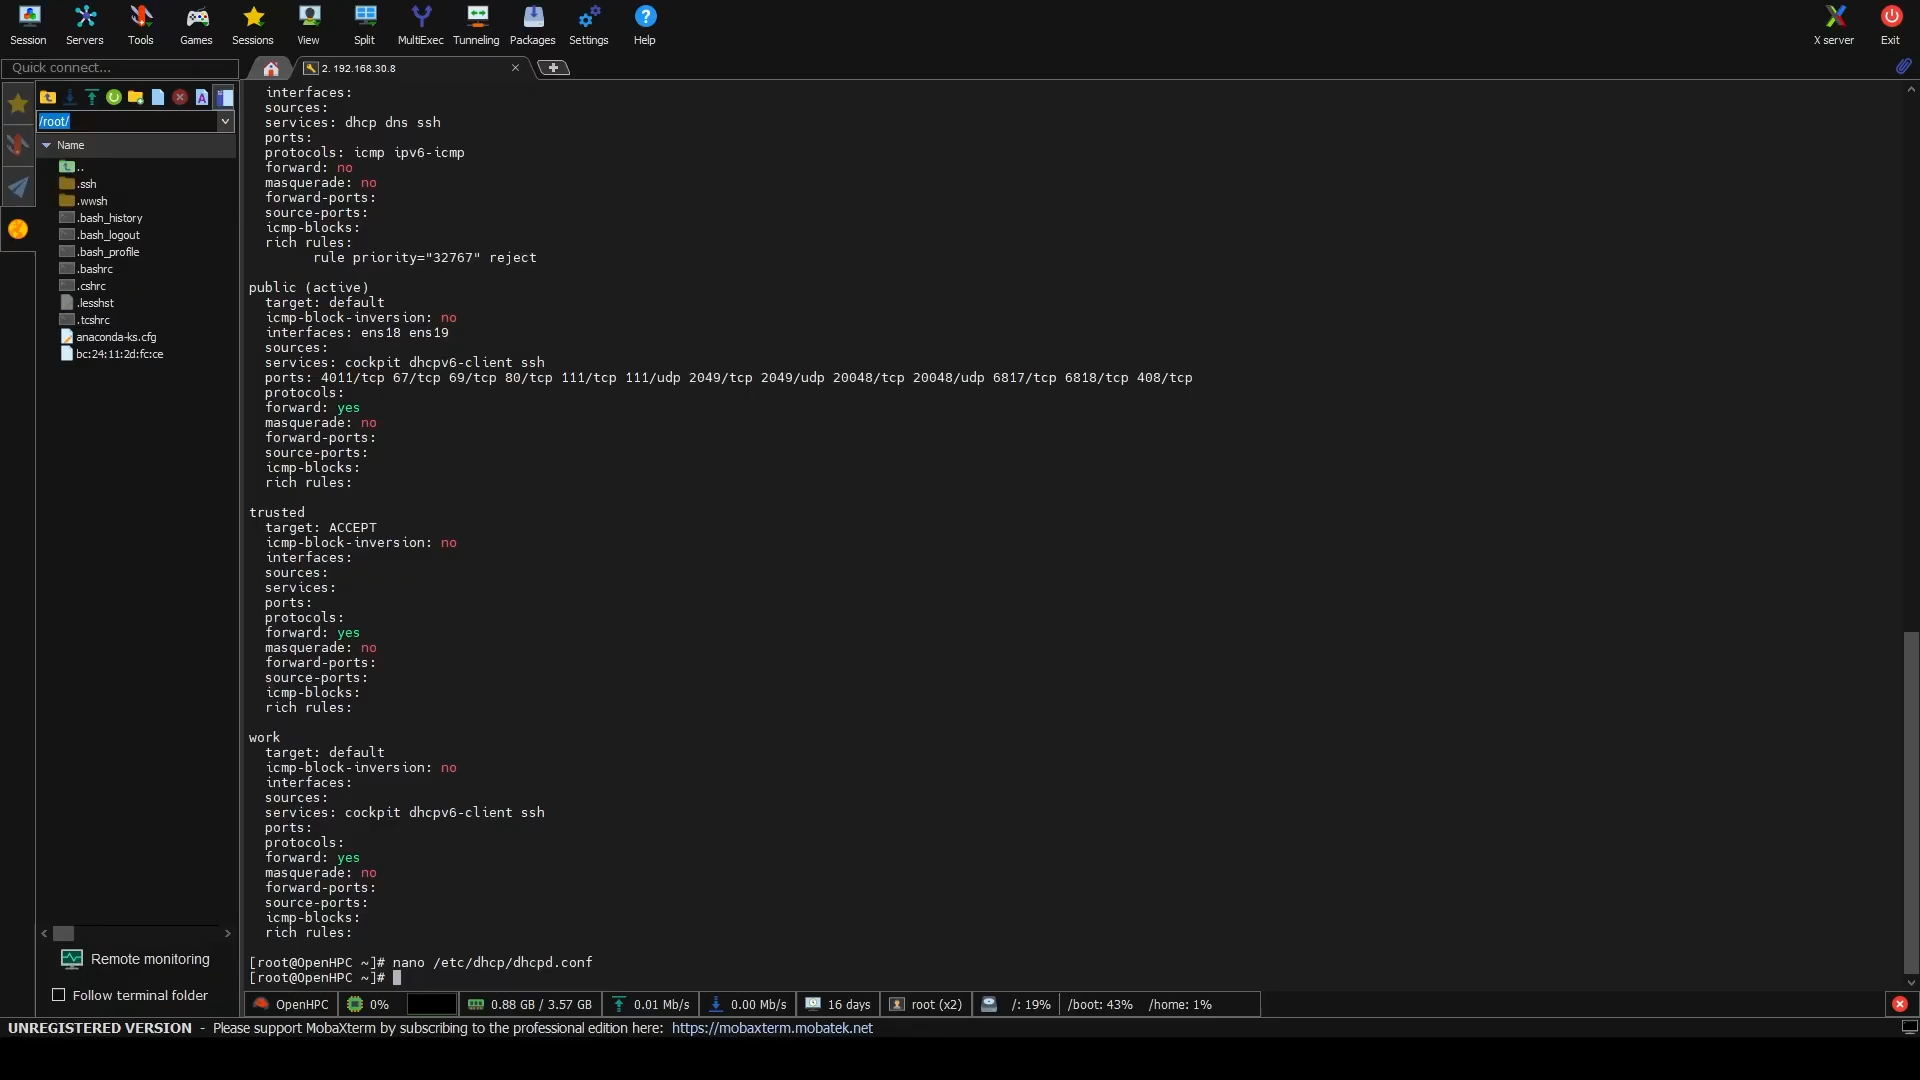 Session Servers Tools Games Sessions View Split MultiExec Tunneling Packages Settings Help X server Exit
Quick connect...
2. 192.168.30.8
/root/
Name
..
.ssh
.wwsh
.bash_history
.bash_logout
.bash_profile
.bashrc
.cshrc
.lesshst
.tcshrc
anaconda-ks.cfg
bc:24:11:2d:fc:ce
Remote monitoring
Follow terminal folder
interfaces:
sources:
services: dhcp dns ssh
ports:
protocols: icmp ipv6-icmp
forward: no
masquerade: no
forward-ports:
source-ports:
icmp-blocks:
rich rules:
rule priority="32767" reject
public (active)
target: default
icmp-block-inversion: no
interfaces: ens18 ens19
sources:
services: cockpit dhcpv6-client ssh
ports: 4011/tcp 67/tcp 69/tcp 80/tcp 111/tcp 111/udp 2049/tcp 2049/udp 20048/tcp 20048/udp 6817/tcp 6818/tcp 408/tcp
protocols:
forward: yes
masquerade: no
forward-ports:
source-ports:
icmp-blocks:
rich rules:
trusted
target: ACCEPT
icmp-block-inversion: no
interfaces:
sources:
services:
ports:
protocols:
forward: yes
masquerade: no
forward-ports:
source-ports:
icmp-blocks:
rich rules:
work
target: default
icmp-block-inversion: no
interfaces:
sources:
services: cockpit dhcpv6-client ssh
ports:
protocols:
forward: yes
masquerade: no
forward-ports:
source-ports:
icmp-blocks:
rich rules:
[root@OpenHPC ~]# nano /etc/dhcp/dhcpd.conf
[root@OpenHPC ~]#
OpenHPC 0% 0.88 GB / 3.57 GB 0.01 Mb/s 0.00 Mb/s 16 days root (x2) /: 19% /boot: 43% /home: 1%
UNREGISTERED VERSION - Please support MobaXterm by subscribing to the professional edition here: https://mobaxterm.mobatek.net